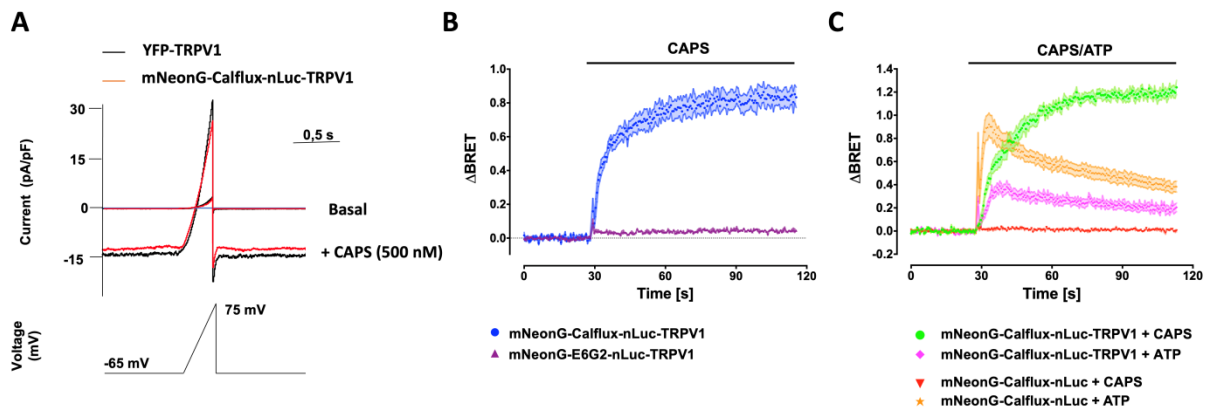 A
YFP-TRPV1
mNeonG-Calflux-nLuc-TRPV1
30
15
0
-15
Current (pA/pF)
0,5 s
Basal
+ CAPS (500 nM)
Voltage
(mV)
-65 mV
75 mV
B
CAPS
1.0
0.8
0.6
0.4
0.2
0.0
ΔBRET
0
30
60
90
120
Time [s]
mNeonG-Calflux-nLuc-TRPV1
mNeonG-E6G2-nLuc-TRPV1
C
CAPS/ATP
1.4
1.2
1.0
0.8
0.6
0.4
0.2
0.0
-0.2
ΔBRET
0
30
60
90
120
Time [s]
mNeonG-Calflux-nLuc-TRPV1 + CAPS
mNeonG-Calflux-nLuc-TRPV1 + ATP
mNeonG-Calflux-nLuc + CAPS
mNeonG-Calflux-nLuc + ATP